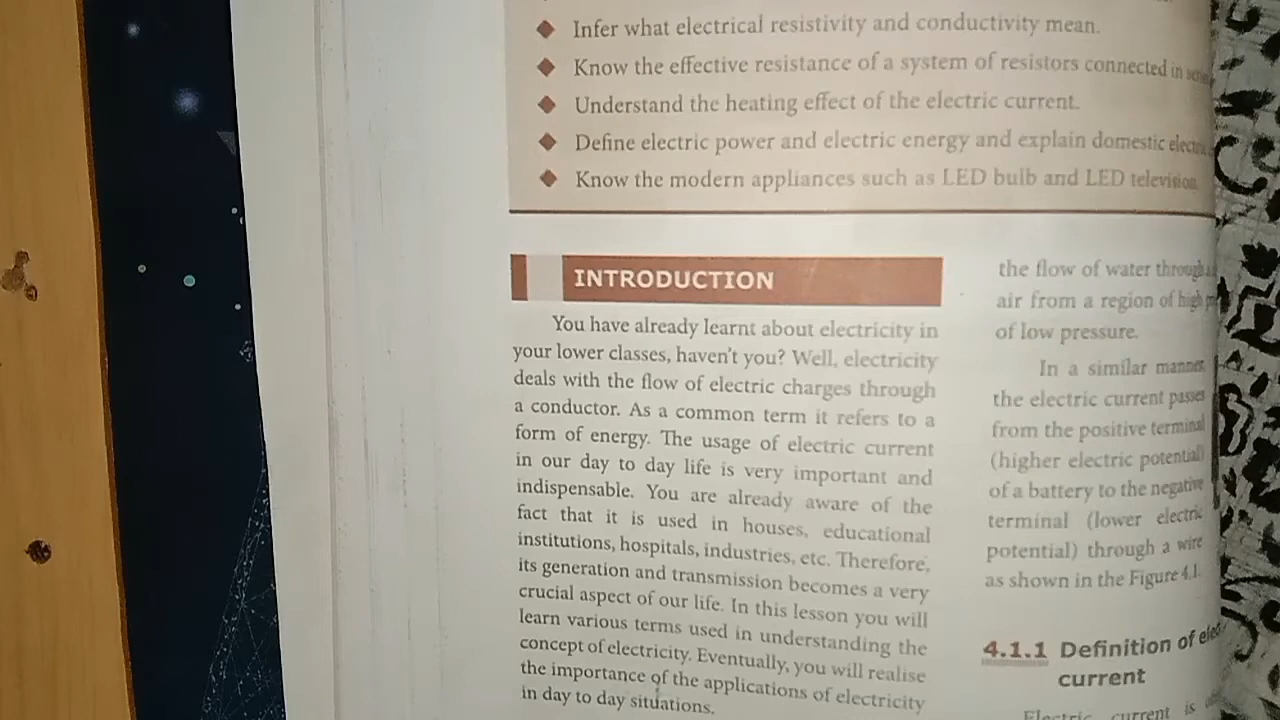 Infer what electrical resistivity and conductivity mean.
Know the effective resistance of a system of resistors connected in
Understand the heating effect of the electric current.
Define electric power and electric energy and explain domestic
Know the modern appliances such as LED bulb and LED television
INTRODUCTION
You have already learnt about electricity in
your lower classes, haven't you? Well, electricity
deals with the flow of electric charges through
a conductor. As a common term it refers to a
form of energy. The usage of electric current
in our day to day life is very important and
indispensable. You are already aware of the
fact that it is used in houses, educational
institutions, hospitals, industries, etc. Therefore,
its generation and transmission becomes a very
crucial aspect of our life. In this lesson you will
learn various terms used in understanding the
concept of electricity. Eventually, you will realise
the importance of the applications of electricity
in day to day situations.
the flow of water through
air from a region of high
of low pressure.
In a similar manner,
the electric current passes
from the positive terminal
(higher electric potential)
of a battery to the negative
terminal (lower electric
potential) through a wire
as shown in the Figure 4.1.
4.1.1 Definition of
current
Electric current is